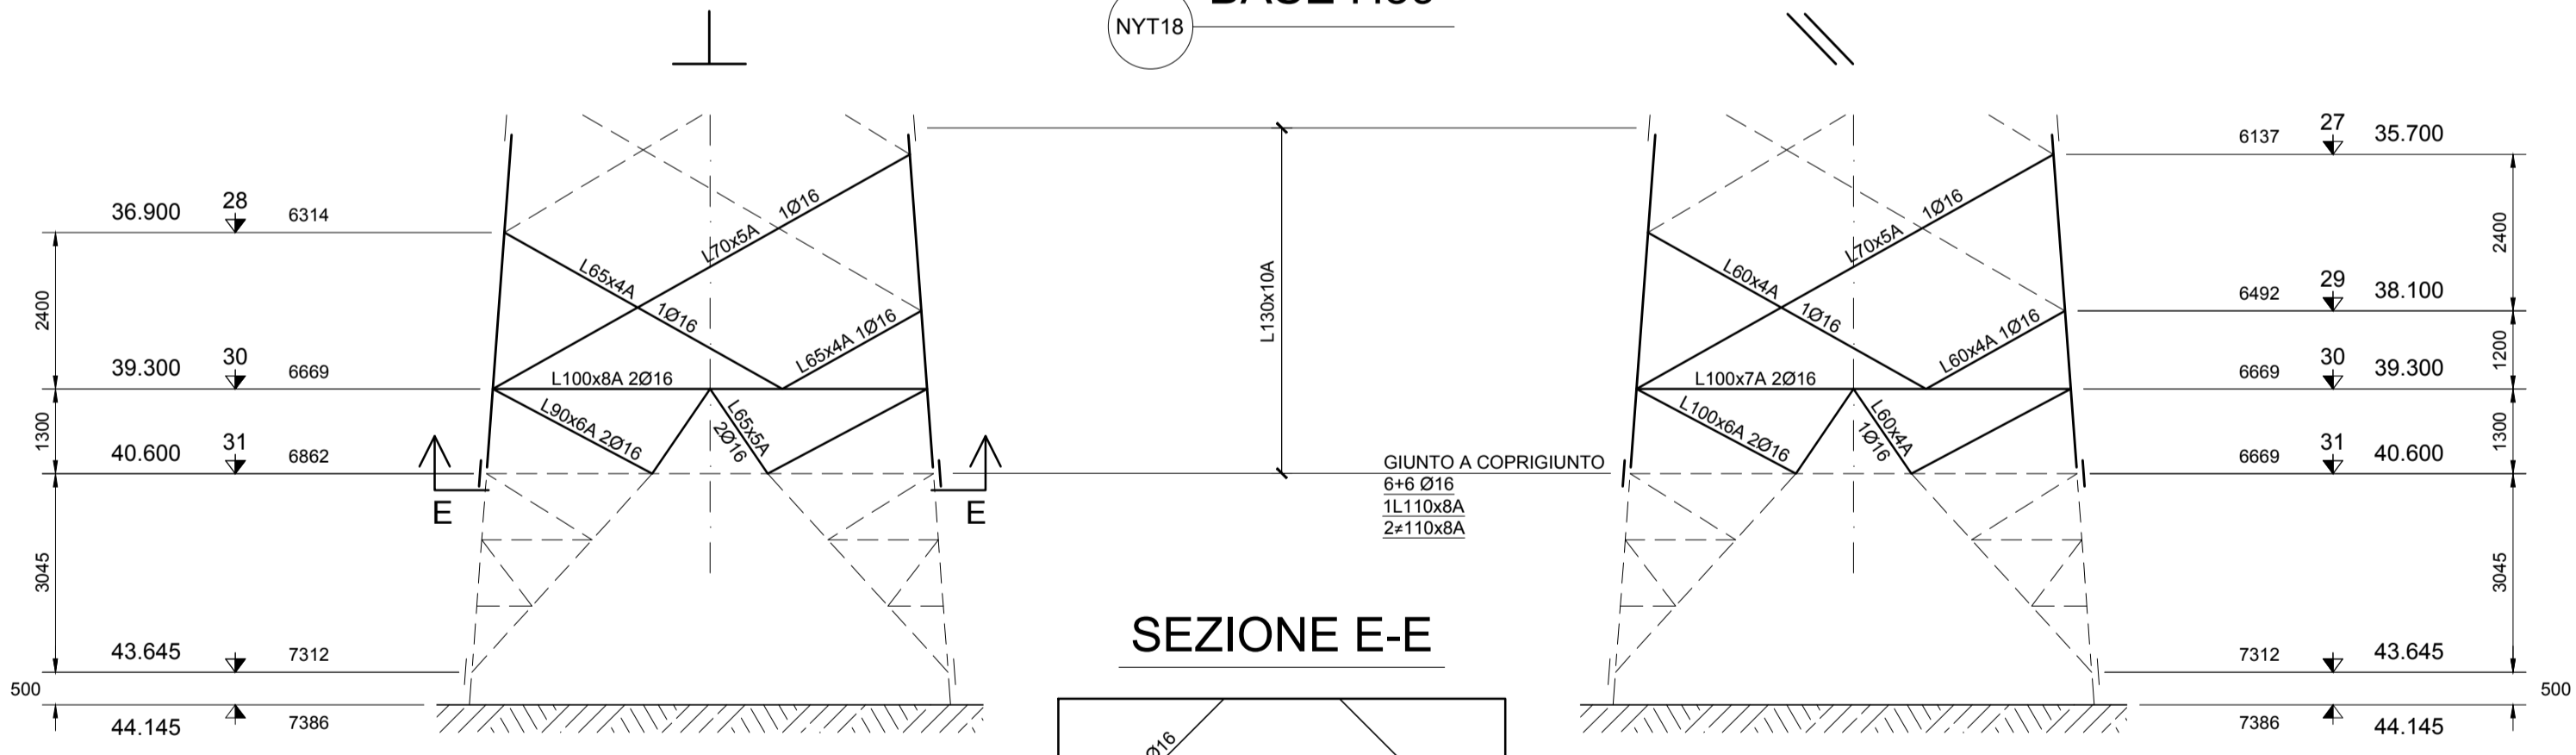 NYT18
36.900 28 6314
2400
39.300 30 6669
1300
40.600 31 6862
3045
43.645 7312
500
44.145 7386
L70x5A 1Ø16
L65x4A 1Ø16
L65x4A 1Ø16
L100x8A 2Ø16
L90x6A 2Ø16
L65x5A 2Ø16
E E
L130x10A
GIUNTO A COPRIGIUNTO
6+6 Ø16
1L110x8A
2≠110x8A
SEZIONE E-E
Ø16
L70x5A 1Ø16
L60x4A 1Ø16
L60x4A 1Ø16
L100x7A 2Ø16
L100x6A 2Ø16
L60x4A 1Ø16
6137 27 35.700
2400
6492 29 38.100
1200
6669 30 39.300
1300
6669 31 40.600
3045
7312 43.645
500
7386 44.145